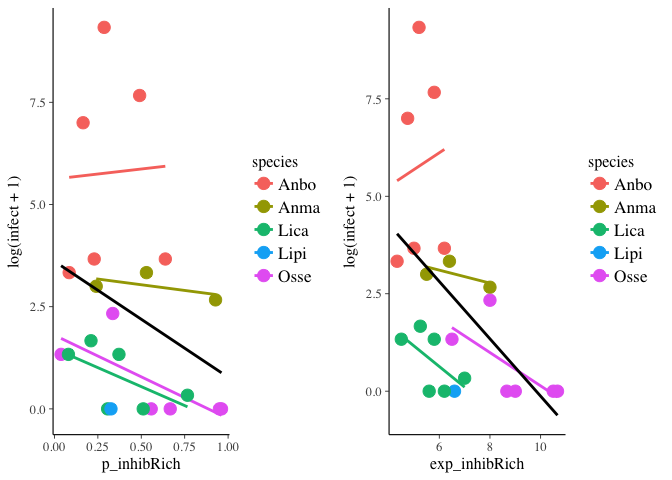 log(infect + 1)
7.5
5.0
2.5
0.0
0.00
0.25
0.50
0.75
1.00
p_inhibRich
species
Anbo
Anma
Lica
Lipi
Osse
log(infect + 1)
7.5
5.0
2.5
0.0
6
8
10
exp_inhibRich
species
Anbo
Anma
Lica
Lipi
Osse